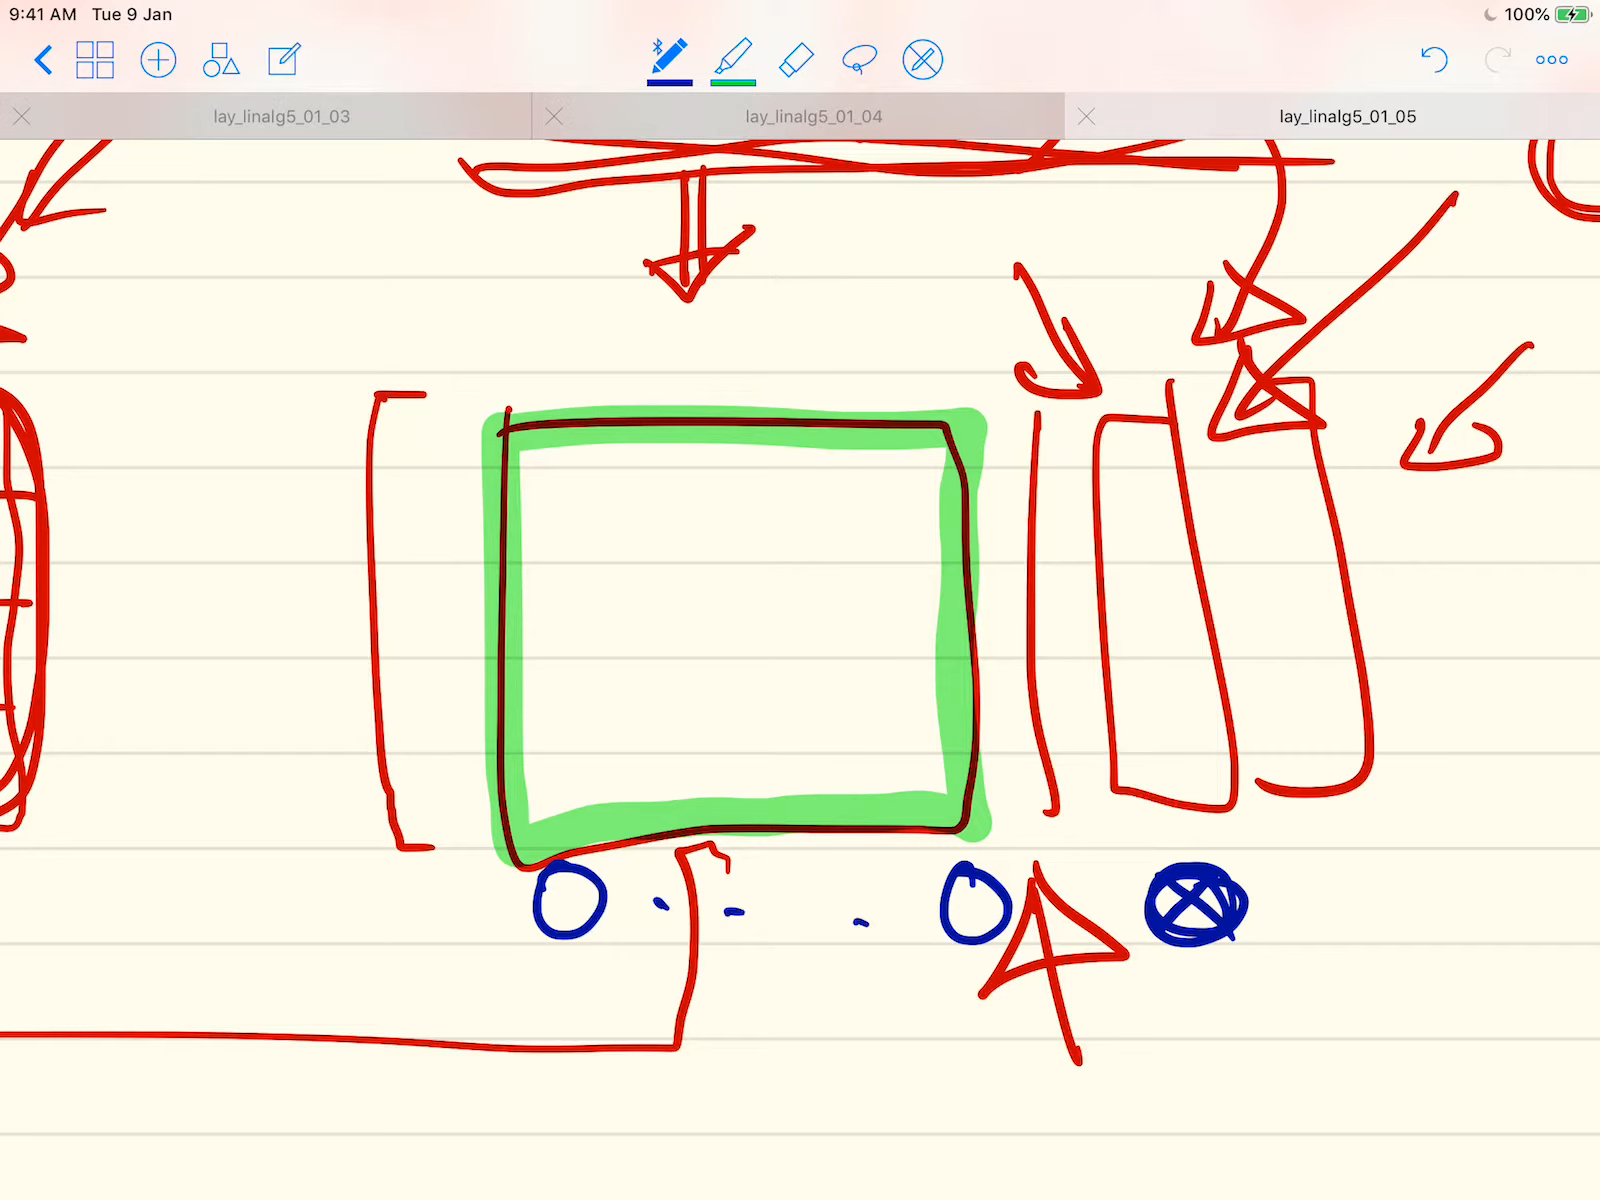 9:41 AM Tue 9 Jan 100%
lay_linalg5_01_03 lay_linalg5_01_04 lay_linalg5_01_05
0 - - - 0